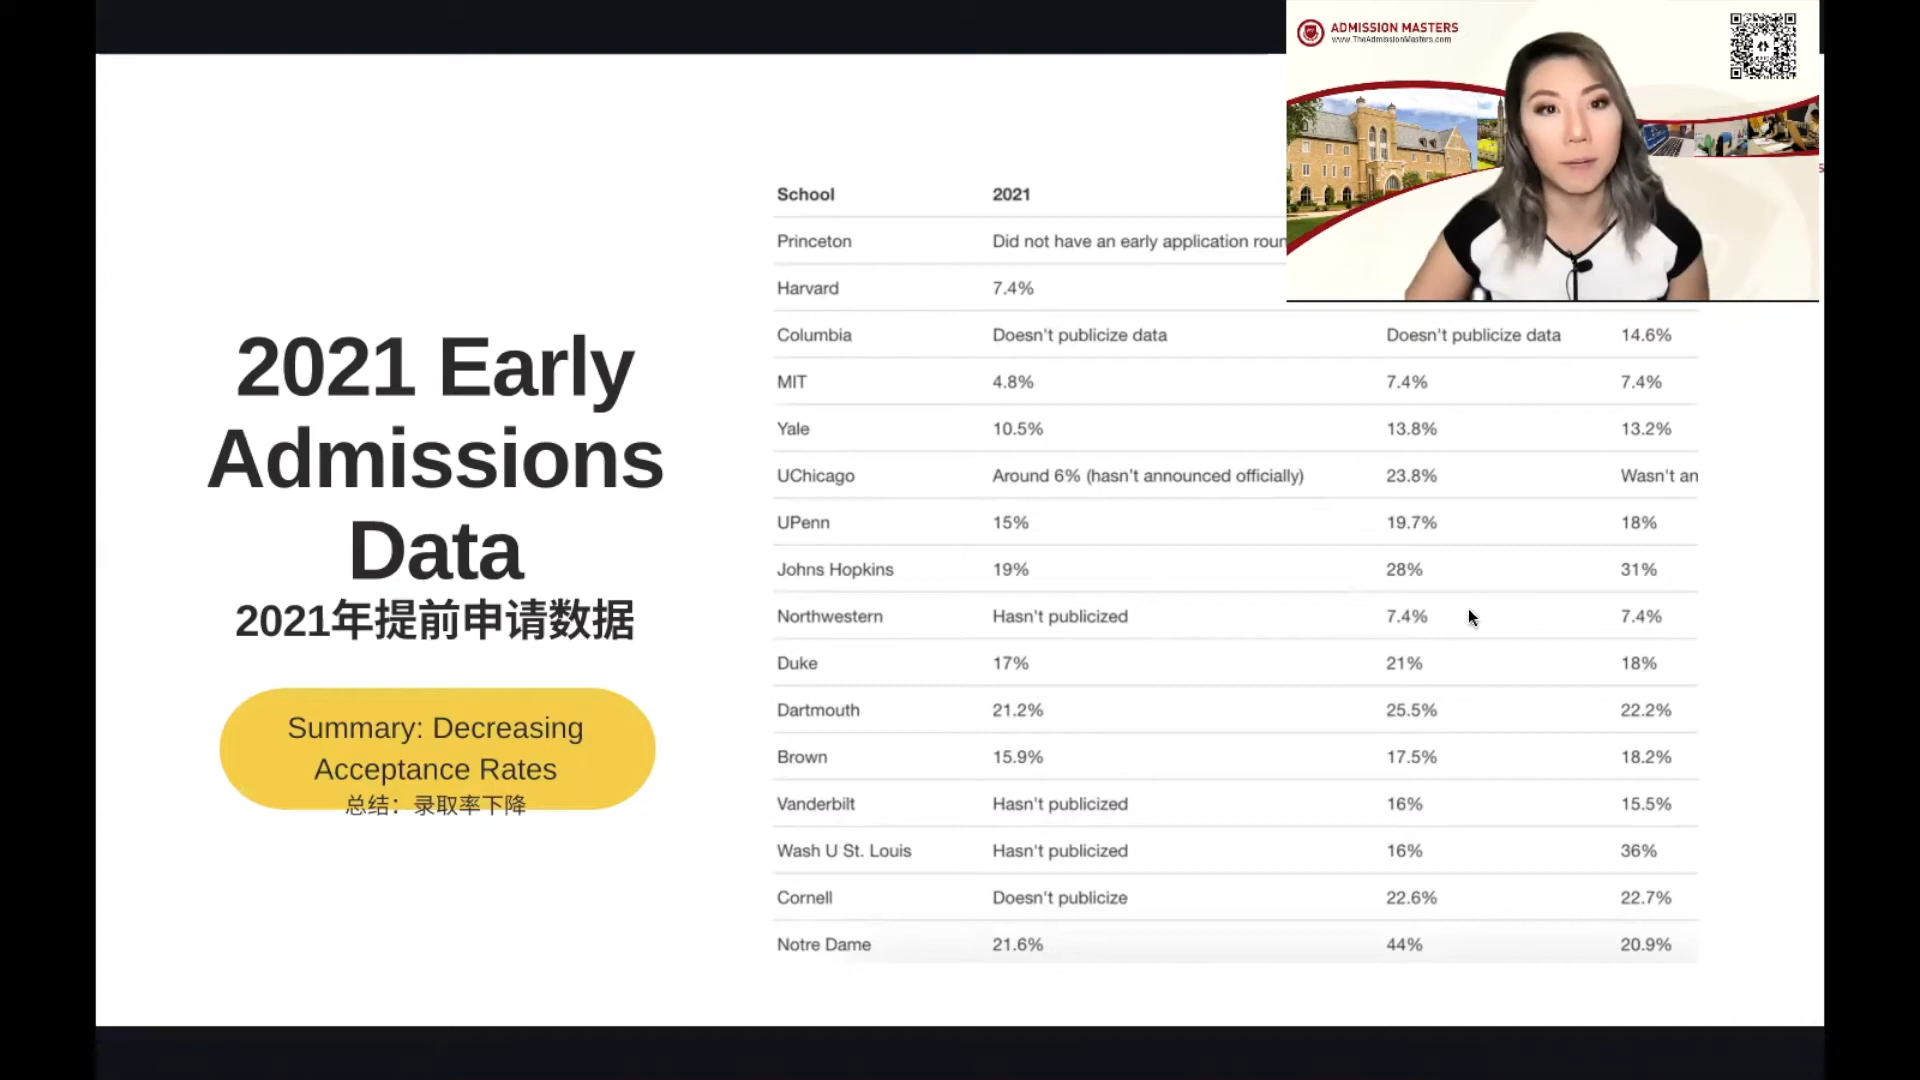 ADMISSION MASTERS
www.TheAdmissionMasters.com
2021 Early
Admissions
Data
2021年提前申请数据
Summary: Decreasing
Acceptance Rates
总结：录取率下降
School 2021
Princeton Did not have an early application roun
Harvard 7.4%
Columbia Doesn't publicize data Doesn't publicize data 14.6%
MIT 4.8% 7.4% 7.4%
Yale 10.5% 13.8% 13.2%
UChicago Around 6% (hasn't announced officially) 23.8% Wasn't an
UPenn 15% 19.7% 18%
Johns Hopkins 19% 28% 31%
Northwestern Hasn't publicized 7.4% 7.4%
Duke 17% 21% 18%
Dartmouth 21.2% 25.5% 22.2%
Brown 15.9% 17.5% 18.2%
Vanderbilt Hasn't publicized 16% 15.5%
Wash U St. Louis Hasn't publicized 16% 36%
Cornell Doesn't publicize 22.6% 22.7%
Notre Dame 21.6% 44% 20.9%